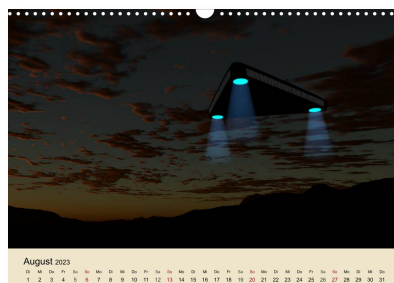 August 2023
Di Mi Do Fr Sa So Mo Di Mi Do Fr Sa So Mo Di Mi Do Fr Sa So Mo Di Mi Do Fr Sa So Mo Di Mi Do
1 2 3 4 5 6 7 8 9 10 11 12 13 14 15 16 17 18 19 20 21 22 23 24 25 26 27 28 29 30 31